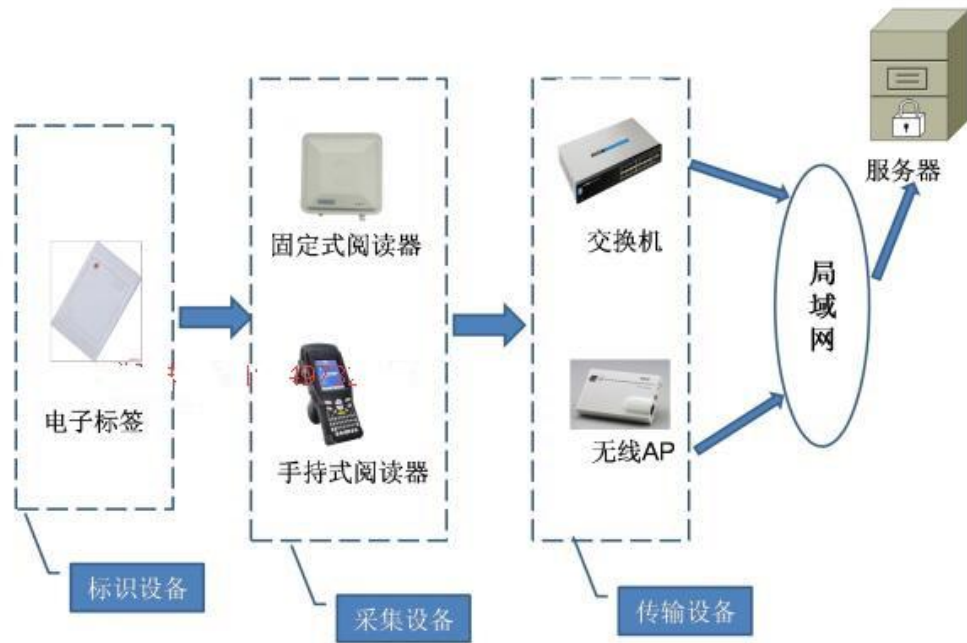 服务器
固定式阅读器
交换机
局域网
电子标签
手持式阅读器
无线AP
标识设备
采集设备
传输设备